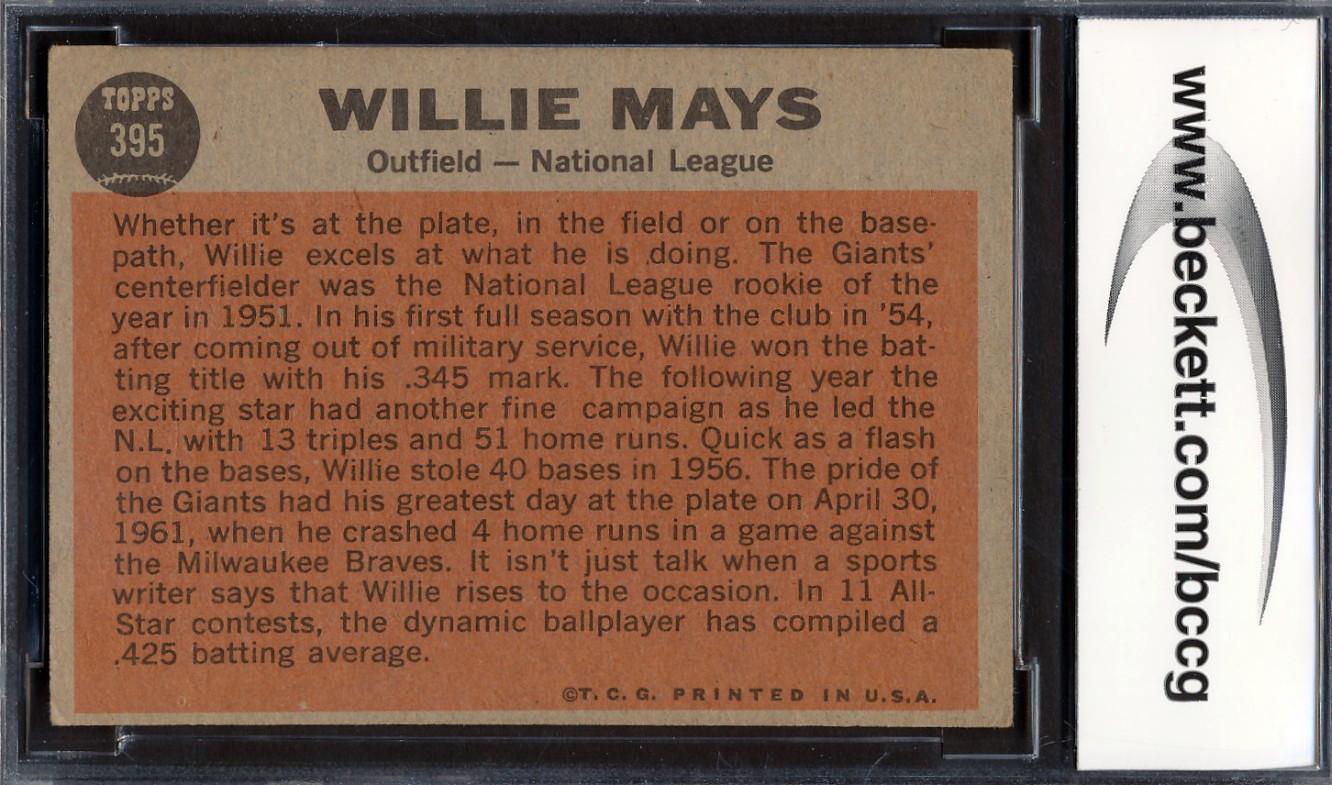 TOPPS
395
WILLIE MAYS
Outfield — National League
Whether it's at the plate, in the field or on the base-
path, Willie excels at what he is doing. The Giants'
centerfielder was the National League rookie of the
year in 1951. In his first full season with the club in '54,
after coming out of military service, Willie won the bat-
ting title with his .345 mark. The following year the
exciting star had another fine campaign as he led the
N.L. with 13 triples and 51 home runs. Quick as a flash
on the bases, Willie stole 40 bases in 1956. The pride of
the Giants had his greatest day at the plate on April 30,
1961, when he crashed 4 home runs in a game against
the Milwaukee Braves. It isn't just talk when a sports
writer says that Willie rises to the occasion. In 11 All-
Star contests, the dynamic ballplayer has compiled a
.425 batting average.
©T. C. G. PRINTED IN U.S.A.
www.beckett.com/bccg